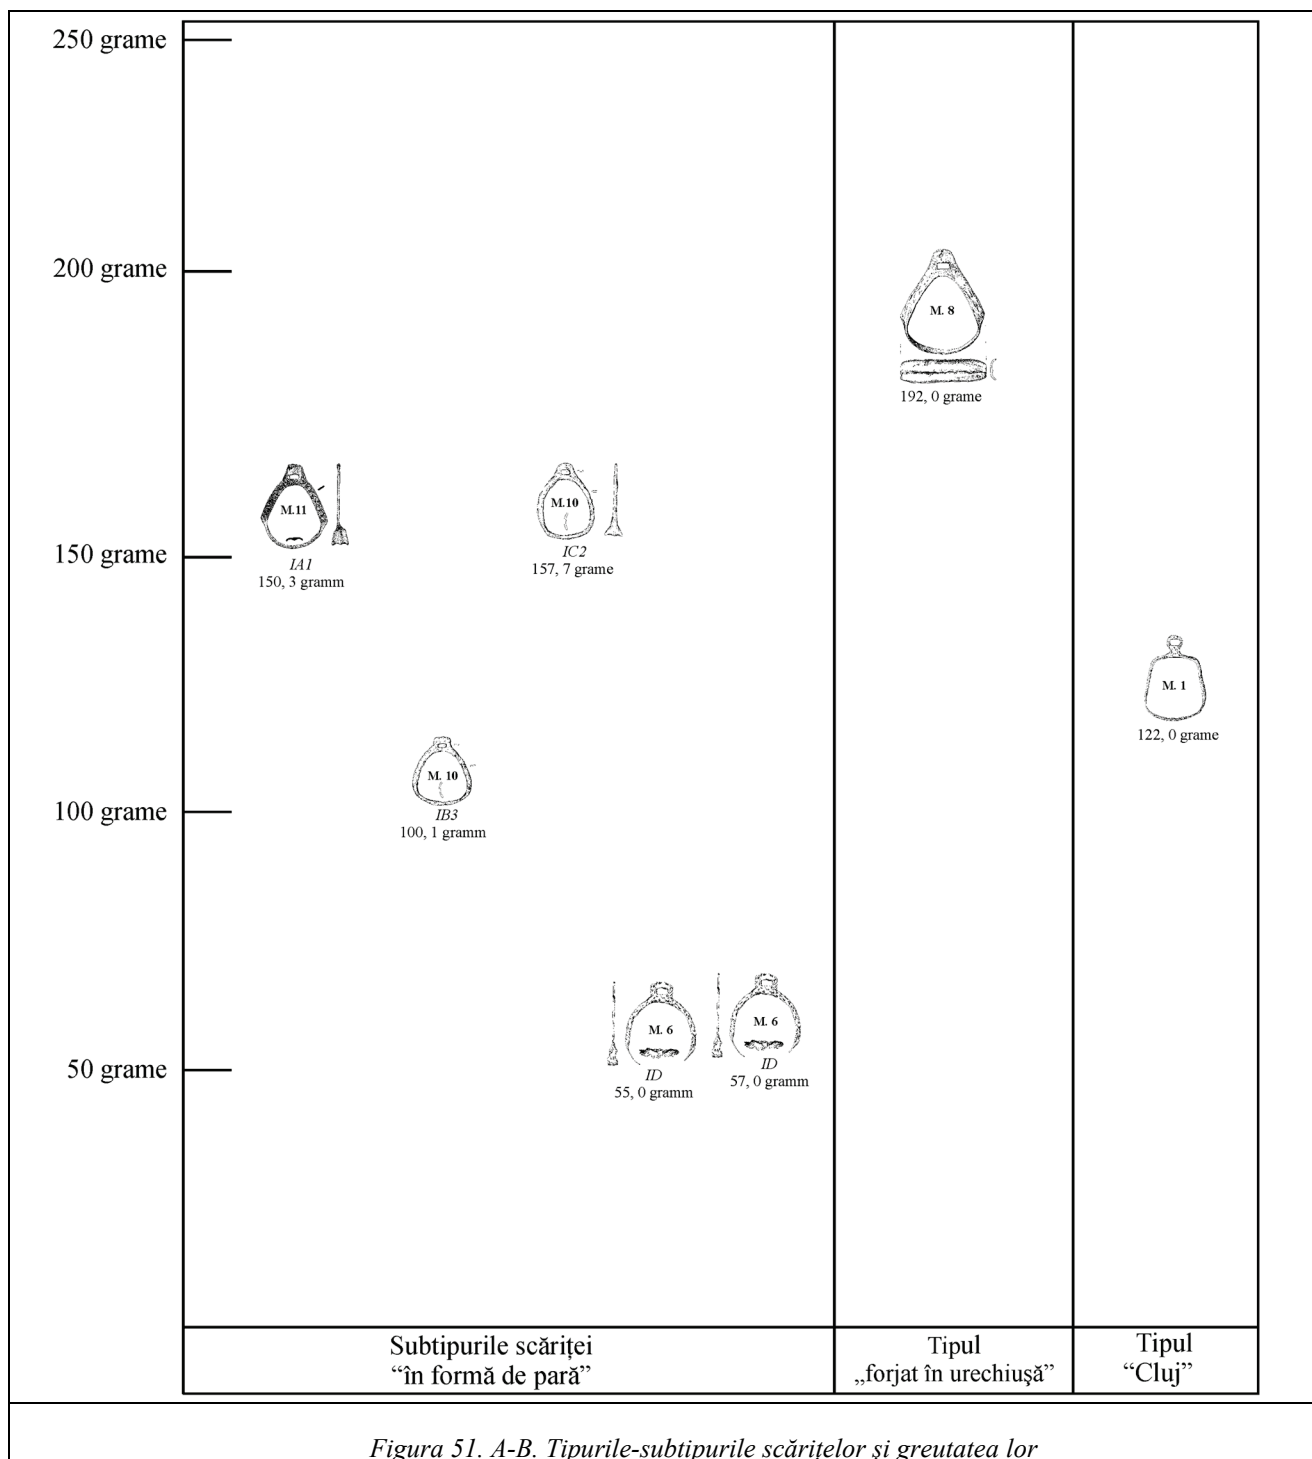 250 grame
200 grame
M. 8
192, 0 grame
M.11
IA1
150, 3 gramm
M.10
IC2
157, 7 grame
150 grame
M. 1
122, 0 grame
M. 10
IB3
100, 1 gramm
100 grame
M. 6
ID
55, 0 gramm
M. 6
ID
57, 0 gramm
50 grame
Subtipurile scăriței
“în formă de pară”
Tipul
„forjat în urechiuşă”
Tipul
“Cluj”
Figura 51. A-B. Tipurile-subtipurile scărițelor şi greutatea lor